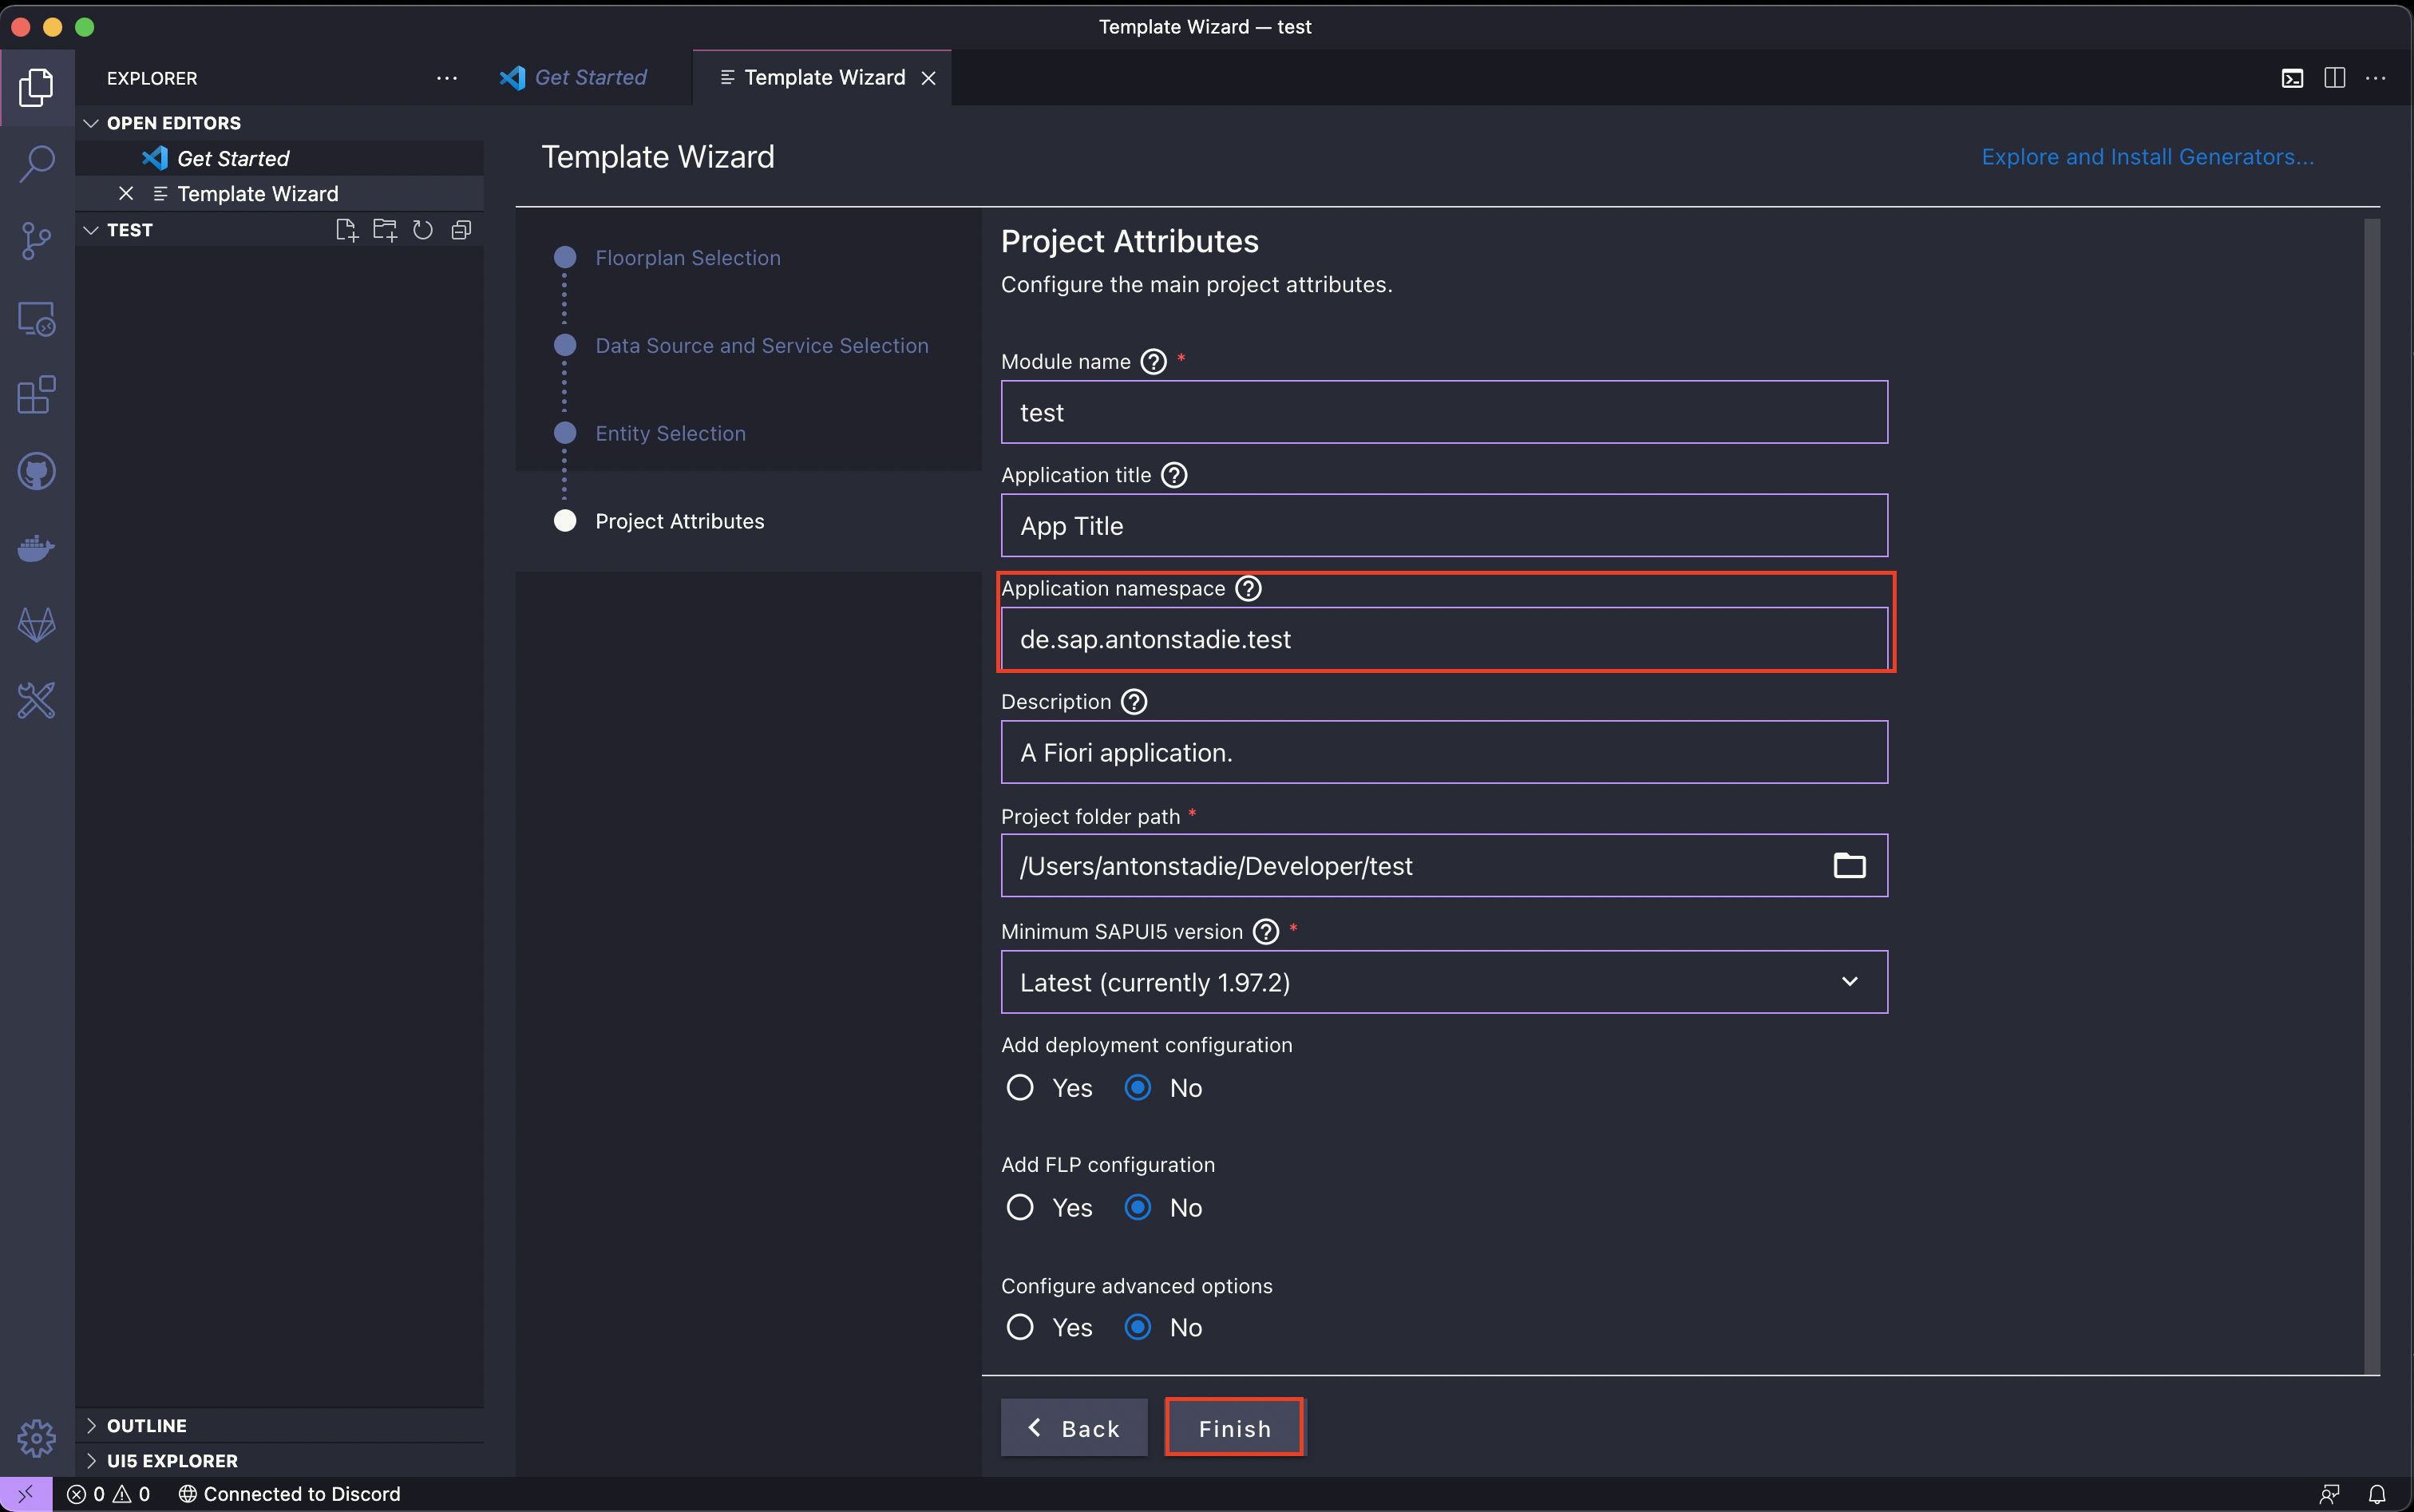 Template Wizard — test
EXPLORER
Get Started
Template Wizard
OPEN EDITORS
Get Started
Template Wizard
TEST
Template Wizard
Explore and Install Generators...
Floorplan Selection
Data Source and Service Selection
Entity Selection
Project Attributes
Project Attributes
Configure the main project attributes.
Module name *
test
Application title
App Title
Application namespace
de.sap.antonstadie.test
Description
A Fiori application.
Project folder path *
/Users/antonstadie/Developer/test
Minimum SAPUI5 version *
Latest (currently 1.97.2)
Add deployment configuration
Yes No
Add FLP configuration
Yes No
Configure advanced options
Yes No
Back Finish
OUTLINE
UI5 EXPLORER
0 0 Connected to Discord